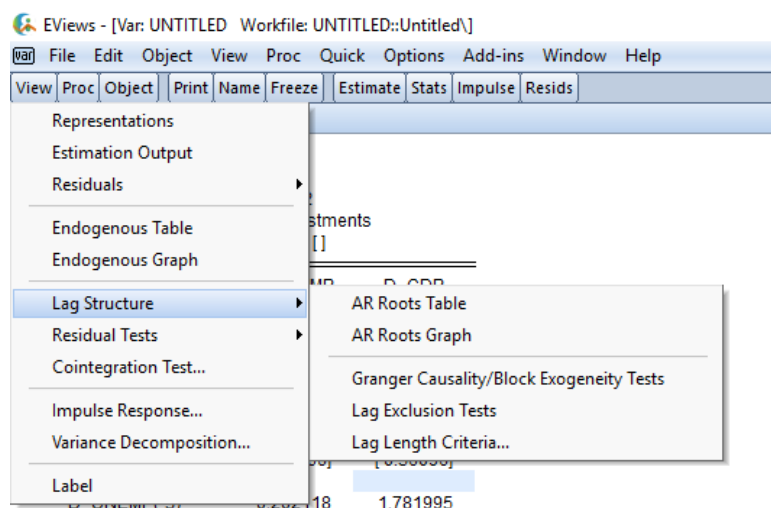 EViews - [Var: UNTITLED Workfile: UNTITLED::Untitled\]
var File Edit Object View Proc Quick Options Add-ins Window Help
View Proc Object Print Name Freeze Estimate Stats Impulse Resids
Representations
Estimation Output
Residuals
stments
Endogenous Table
[]
Endogenous Graph
Lag Structure
AR Roots Table
Residual Tests
AR Roots Graph
Cointegration Test...
Granger Causality/Block Exogeneity Tests
Impulse Response...
Lag Exclusion Tests
Variance Decomposition...
Lag Length Criteria...
Label
1.781995